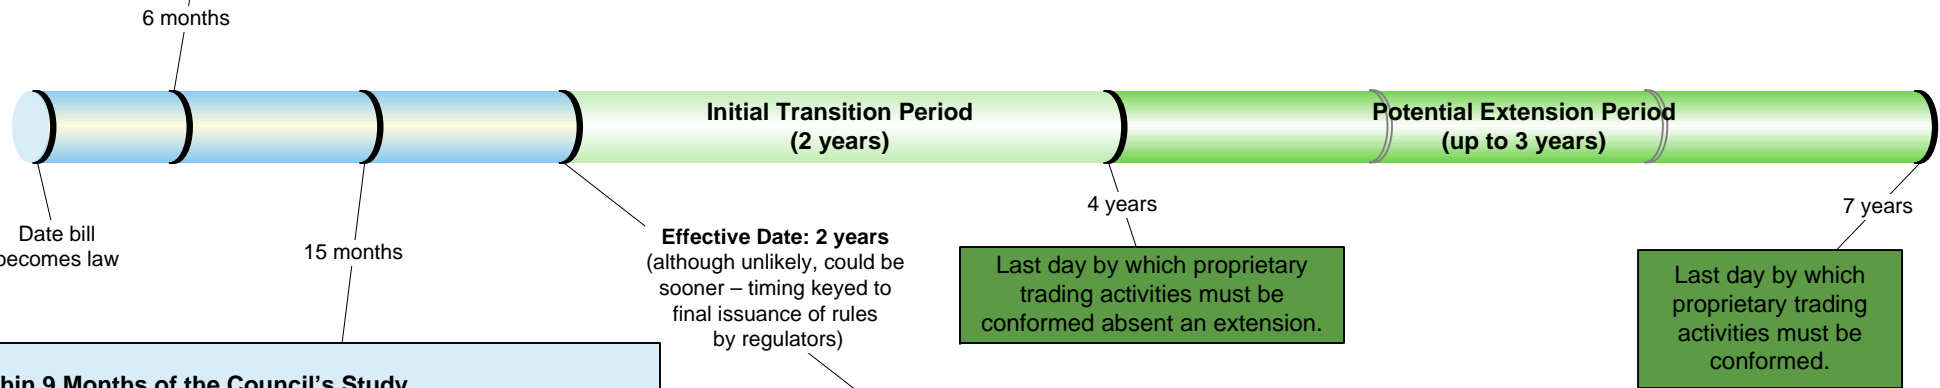 6 months
Initial Transition Period
(2 years)
Potential Extension Period
(up to 3 years)
Date bill
becomes law
15 months
Effective Date: 2 years
(although unlikely, could be
sooner – timing keyed to
final issuance of rules
by regulators)
4 years
Last day by which proprietary
trading activities must be
conformed absent an extension.
7 years
Last day by which
proprietary trading
activities must be
conformed.
hin 9 Months of the Council's Study